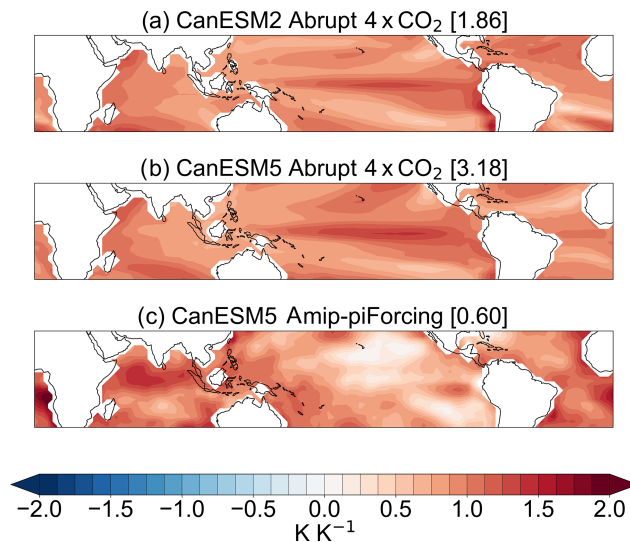 (a) CanESM2 Abrupt 4 x CO₂ [1.86]
(b) CanESM5 Abrupt 4 x CO₂ [3.18]
(c) CanESM5 Amip-piForcing [0.60]
−2.0 −1.5 −1.0 −0.5 0.0 0.5 1.0 1.5 2.0
K K⁻¹